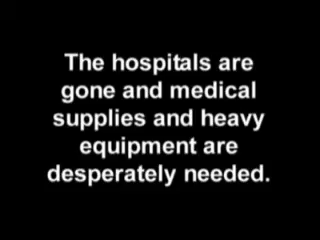 The hospitals are
gone and medical
supplies and heavy
equipment are
desperately needed.